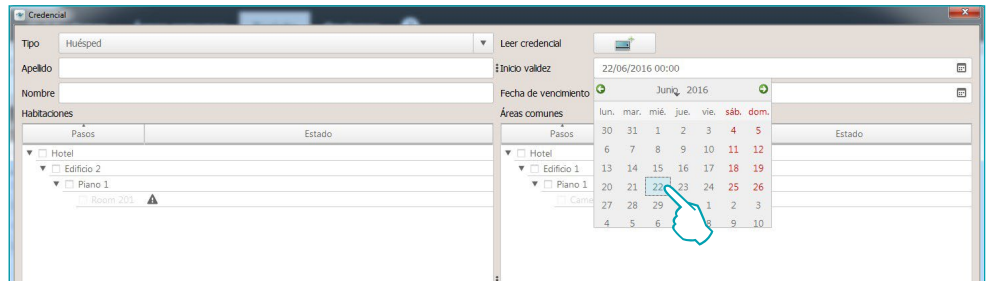 Credencial
Tipo Huésped Leer credencial
Apellido Inicio validez 22/06/2016 00:00
Nombre Fecha de vencimiento Junio 2016
Habitaciones Áreas comunes lun. mar. mié. jue. vie. sáb. dom.
Pasos Estado Pasos Estado
30 31 1 2 3 4 5
Hotel Hotel 6 7 8 9 10 11 12
Edificio 2 Edificio 1 13 14 15 16 17 18 19
Piano 1 Piano 1 20 21 22 23 24 25 26
Room 201 27 28 29 1 2 3
4 5 6 8 9 10